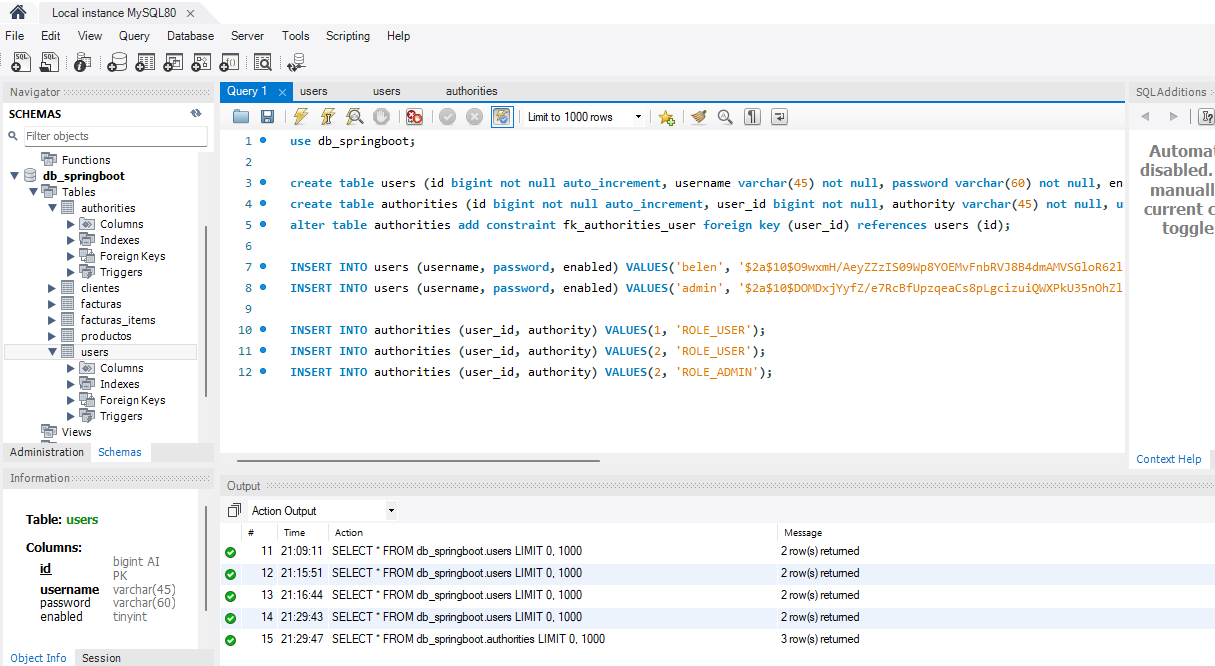 Local instance MySQL80
File Edit View Query Database Server Tools Scripting Help
Navigator
SCHEMAS
Filter objects
Functions
db_springboot
Tables
authorities
Columns
Indexes
Foreign Keys
Triggers
clientes
facturas
facturas_items
productos
users
Columns
Indexes
Foreign Keys
Triggers
Views
Administration Schemas
Information
Table: users
Columns:
id bigint AI PK
username varchar(45)
password varchar(60)
enabled tinyint
Object Info Session
Query 1 users users authorities
Limit to 1000 rows
1 use db_springboot;
2
3 create table users (id bigint not null auto_increment, username varchar(45) not null, password varchar(60) not null, en
4 create table authorities (id bigint not null auto_increment, user_id bigint not null, authority varchar(45) not null, u
5 alter table authorities add constraint fk_authorities_user foreign key (user_id) references users (id);
6
7 INSERT INTO users (username, password, enabled) VALUES('belen', '$2a$10$O9wxmH/AeyZZzIS09Wp8YOEMvFnbRVJ8B4dmAMVSGloR62l
8 INSERT INTO users (username, password, enabled) VALUES('admin', '$2a$10$DOMDxjYyfZ/e7RcBfUpzqeaCs8pLgcizuiQWXPkU35nOhZl
9
10 INSERT INTO authorities (user_id, authority) VALUES(1, 'ROLE_USER');
11 INSERT INTO authorities (user_id, authority) VALUES(2, 'ROLE_USER');
12 INSERT INTO authorities (user_id, authority) VALUES(2, 'ROLE_ADMIN');
SQLAdditions
Automat
disabled.
manuall
current c
toggle
Context Help
Output
Action Output
# Time Action Message
11 21:09:11 SELECT * FROM db_springboot.users LIMIT 0, 1000 2 row(s) returned
12 21:15:51 SELECT * FROM db_springboot.users LIMIT 0, 1000 2 row(s) returned
13 21:16:44 SELECT * FROM db_springboot.users LIMIT 0, 1000 2 row(s) returned
14 21:29:43 SELECT * FROM db_springboot.users LIMIT 0, 1000 2 row(s) returned
15 21:29:47 SELECT * FROM db_springboot.authorities LIMIT 0, 1000 3 row(s) returned